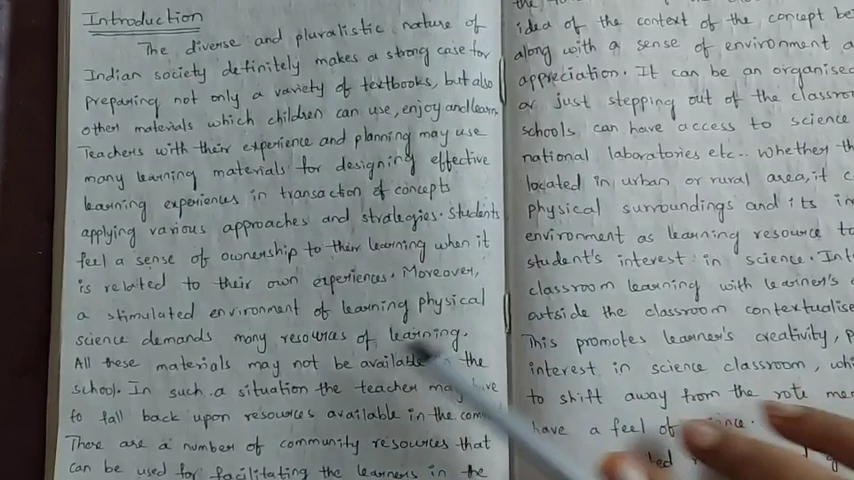 Introduction
The diverse and pluralistic nature of
Indian society definitely makes a strong case for
preparing not only a variety of textbooks, but also
other materials which children can use, enjoy and learn.
Teachers with their experience and planning may use
many learning materials for designing effective
learning experiences in transaction of concepts
applying various approaches and strategies. Students
feel a sense of ownership to their learning when it
is related to their own experiences. Moreover,
a stimulated environment of learning physical
science demands many resources of learning.
All these materials may not be available the
school. In such a situation the teacher may have
to fall back upon resources available in the
There are a number of community resources that
can be used for facilitating the learners in the
idea of the context of the concept
along with a sense of environment
appreciation. It can be an organised
or just stepping out of the
schools can have access to science
national laboratories etc.. Whether
located in urban or rural area, it
physical surroundings and its
environment as learning resource
student's interest in science.
classroom learning with learner's
outside the classroom
This promotes learner's creativity,
interest in science classroom,
to shift away from the rote
have a feel of